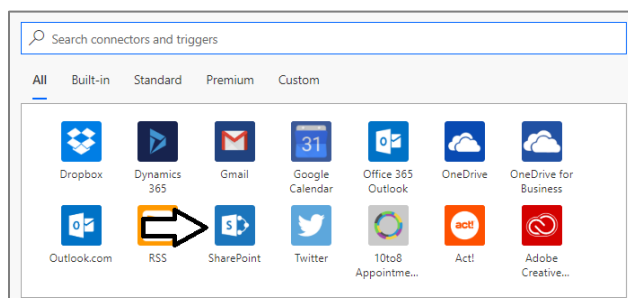 Search connectors and triggers
All Built-in Standard Premium Custom
31
Dropbox Dynamics 365 Gmail Google Calendar Office 365 Outlook OneDrive OneDrive for Business
act!
Outlook.com RSS SharePoint Twitter 10to8 Appointme... Act! Adobe Creative...